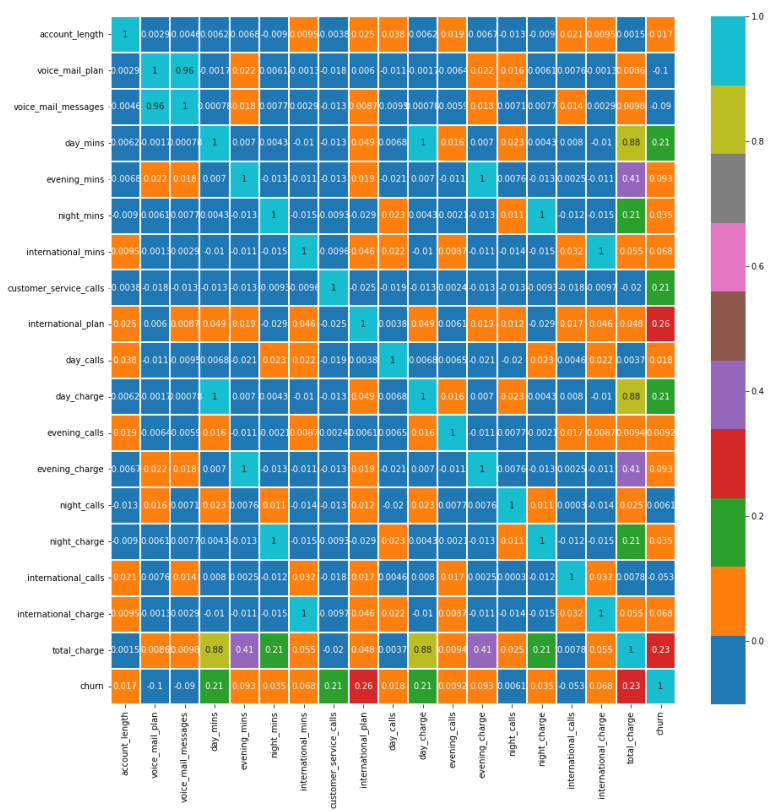 account_length 1 0.0029 -0.0046 0.0062 0.0068 -0.009 0.0095 -0.0038 0.025 0.038 0.0062 0.019 -0.0067 -0.013 -0.009 0.021 0.0095 0.0015 0.017
voice_mail_plan 0.0029 1 0.96 -0.0017 0.022 0.0061 -0.0013 -0.018 0.006 -0.011 -0.0017 -0.0064 0.022 0.016 0.0061 0.0076 -0.0013 0.0086 -0.1
voice_mail_messages 0.0046 0.96 1 0.00078 0.018 0.0077 0.0029 -0.013 0.0087 0.0095 0.00078 0.0059 0.018 0.0071 0.0077 0.014 0.0029 0.0098 -0.09
day_mins 0.0062 -0.0017 0.00078 1 0.007 0.0043 -0.01 -0.013 0.049 0.0068 1 0.016 0.007 0.023 0.0043 0.008 -0.01 0.88 0.21
evening_mins 0.0068 0.022 0.018 0.007 1 -0.013 -0.011 -0.013 0.019 -0.021 0.007 -0.011 1 0.0076 -0.013 0.0025 -0.011 0.41 0.093
night_mins -0.009 0.0061 0.0077 0.0043 -0.013 1 -0.015 -0.0093 -0.029 0.023 0.0043 -0.0021 -0.013 0.011 1 -0.012 -0.015 0.21 0.035
international_mins 0.0095 -0.0013 0.0029 -0.01 -0.011 -0.015 1 -0.0096 0.046 0.022 -0.01 0.0087 -0.011 -0.014 -0.015 0.032 1 0.055 0.068
customer_service_calls 0.0038 -0.018 -0.013 -0.013 -0.013 -0.0093 -0.0096 1 -0.025 -0.019 -0.013 0.0024 -0.013 -0.013 -0.0093 -0.018 -0.0097 -0.02 0.21
international_plan 0.025 0.006 0.0087 0.049 0.019 -0.029 0.046 -0.025 1 0.0038 0.049 0.0061 0.019 0.012 -0.029 0.017 0.046 0.048 0.26
day_calls 0.038 -0.011 -0.0095 0.0068 -0.021 0.023 0.022 -0.019 0.0038 1 0.0068 0.0065 -0.021 -0.02 0.023 0.0046 0.022 0.0037 0.018
day_charge 0.0062 -0.0017 0.00078 1 0.007 0.0043 -0.01 -0.013 0.049 0.0068 1 0.016 0.007 0.023 0.0043 0.008 -0.01 0.88 0.21
evening_calls 0.019 -0.0064 -0.0059 0.016 -0.011 -0.0021 0.0087 0.0024 0.0061 0.0065 0.016 1 -0.011 0.0077 -0.0021 0.017 0.0087 0.0094 0.0092
evening_charge 0.0067 0.022 0.018 0.007 1 -0.013 -0.011 -0.013 0.019 -0.021 0.007 -0.011 1 0.0076 -0.013 0.0025 -0.011 0.41 0.093
night_calls -0.013 0.016 0.0071 0.023 0.0076 0.011 -0.014 -0.013 0.012 -0.02 0.023 0.0077 0.0076 1 0.011 0.0003 -0.014 0.025 0.0061
night_charge -0.009 0.0061 0.0077 0.0043 -0.013 1 -0.015 -0.0093 -0.029 0.023 0.0043 -0.0021 -0.013 0.011 1 -0.012 -0.015 0.21 0.035
international_calls 0.021 0.0076 0.014 0.008 0.0025 -0.012 0.032 -0.018 0.017 0.0046 0.008 0.017 0.0025 0.0003 -0.012 1 0.032 0.0078 -0.053
international_charge 0.0095 -0.0013 0.0029 -0.01 -0.011 -0.015 1 -0.0097 0.046 0.022 -0.01 0.0087 -0.011 -0.014 -0.015 0.032 1 0.055 0.068
total_charge 0.0015 0.0086 0.0098 0.88 0.41 0.21 0.055 -0.02 0.048 0.0037 0.88 0.0094 0.41 0.025 0.21 0.0078 0.055 1 0.23
churn 0.017 -0.1 -0.09 0.21 0.093 0.035 0.068 0.21 0.26 0.018 0.21 0.0092 0.093 0.0061 0.035 -0.053 0.068 0.23 1
account_length
voice_mail_plan
voice_mail_messages
day_mins
evening_mins
night_mins
international_mins
customer_service_calls
international_plan
day_calls
day_charge
evening_calls
evening_charge
night_calls
night_charge
international_calls
international_charge
total_charge
churn
1.0
0.8
0.6
0.4
0.2
0.0